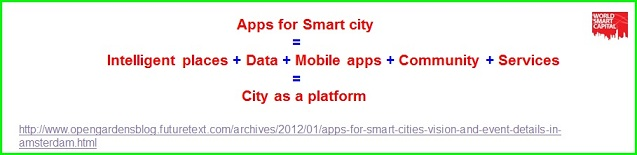 Apps for Smart city
=
Intelligent places + Data + Mobile apps + Community + Services
=
City as a platform
WORLD
SMART
CAPITAL
http://www.opengardensblog.futuretext.com/archives/2012/01/apps-for-smart-cities-vision-and-event-details-in-
amsterdam.html